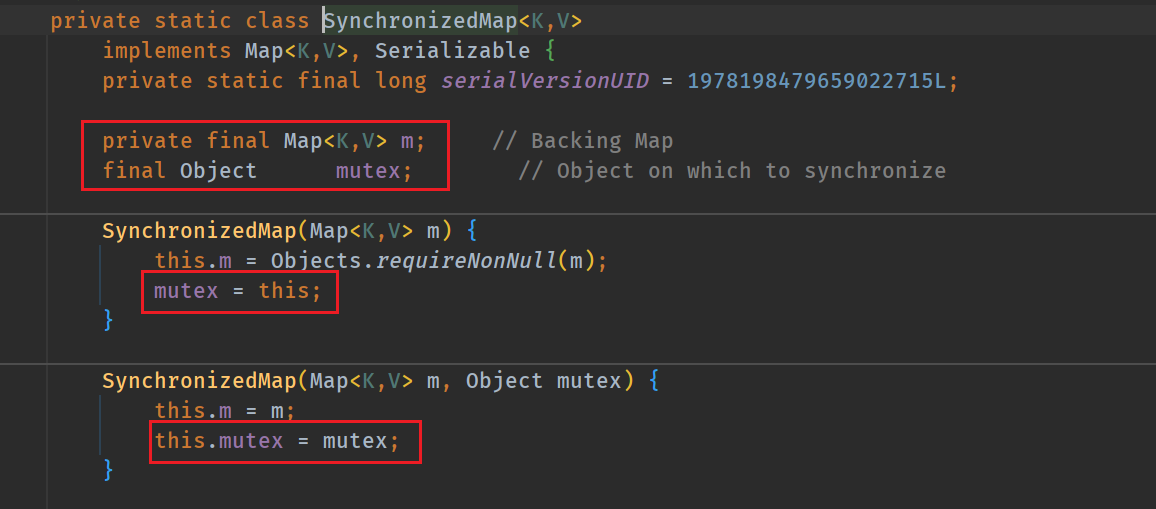 private static class SynchronizedMap<K,V>
implements Map<K,V>, Serializable {
private static final long serialVersionUID = 1978198479659022715L;
private final Map<K,V> m;     // Backing Map
final Object      mutex;        // Object on which to synchronize
SynchronizedMap(Map<K,V> m) {
this.m = Objects.requireNonNull(m);
mutex = this;
}
SynchronizedMap(Map<K,V> m, Object mutex) {
this.m = m;
this.mutex = mutex;
}